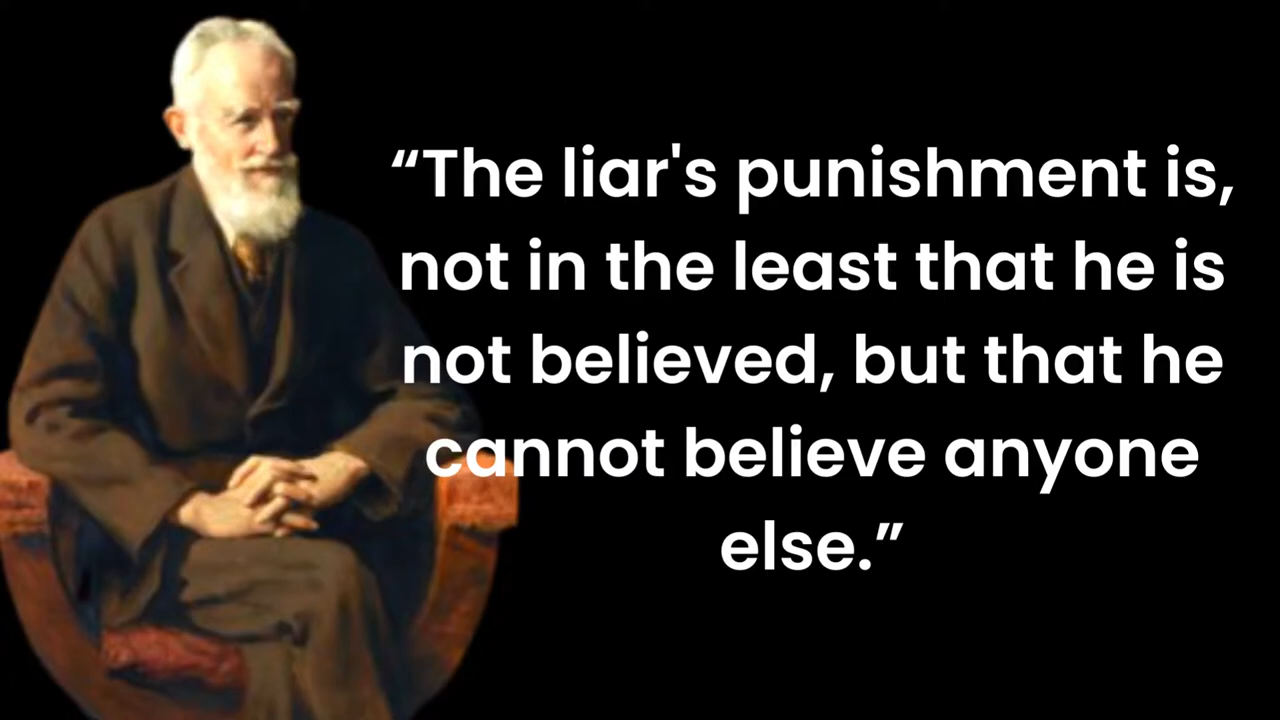 “The liar's punishment is,
not in the least that he is
not believed, but that he
cannot believe anyone
else.”